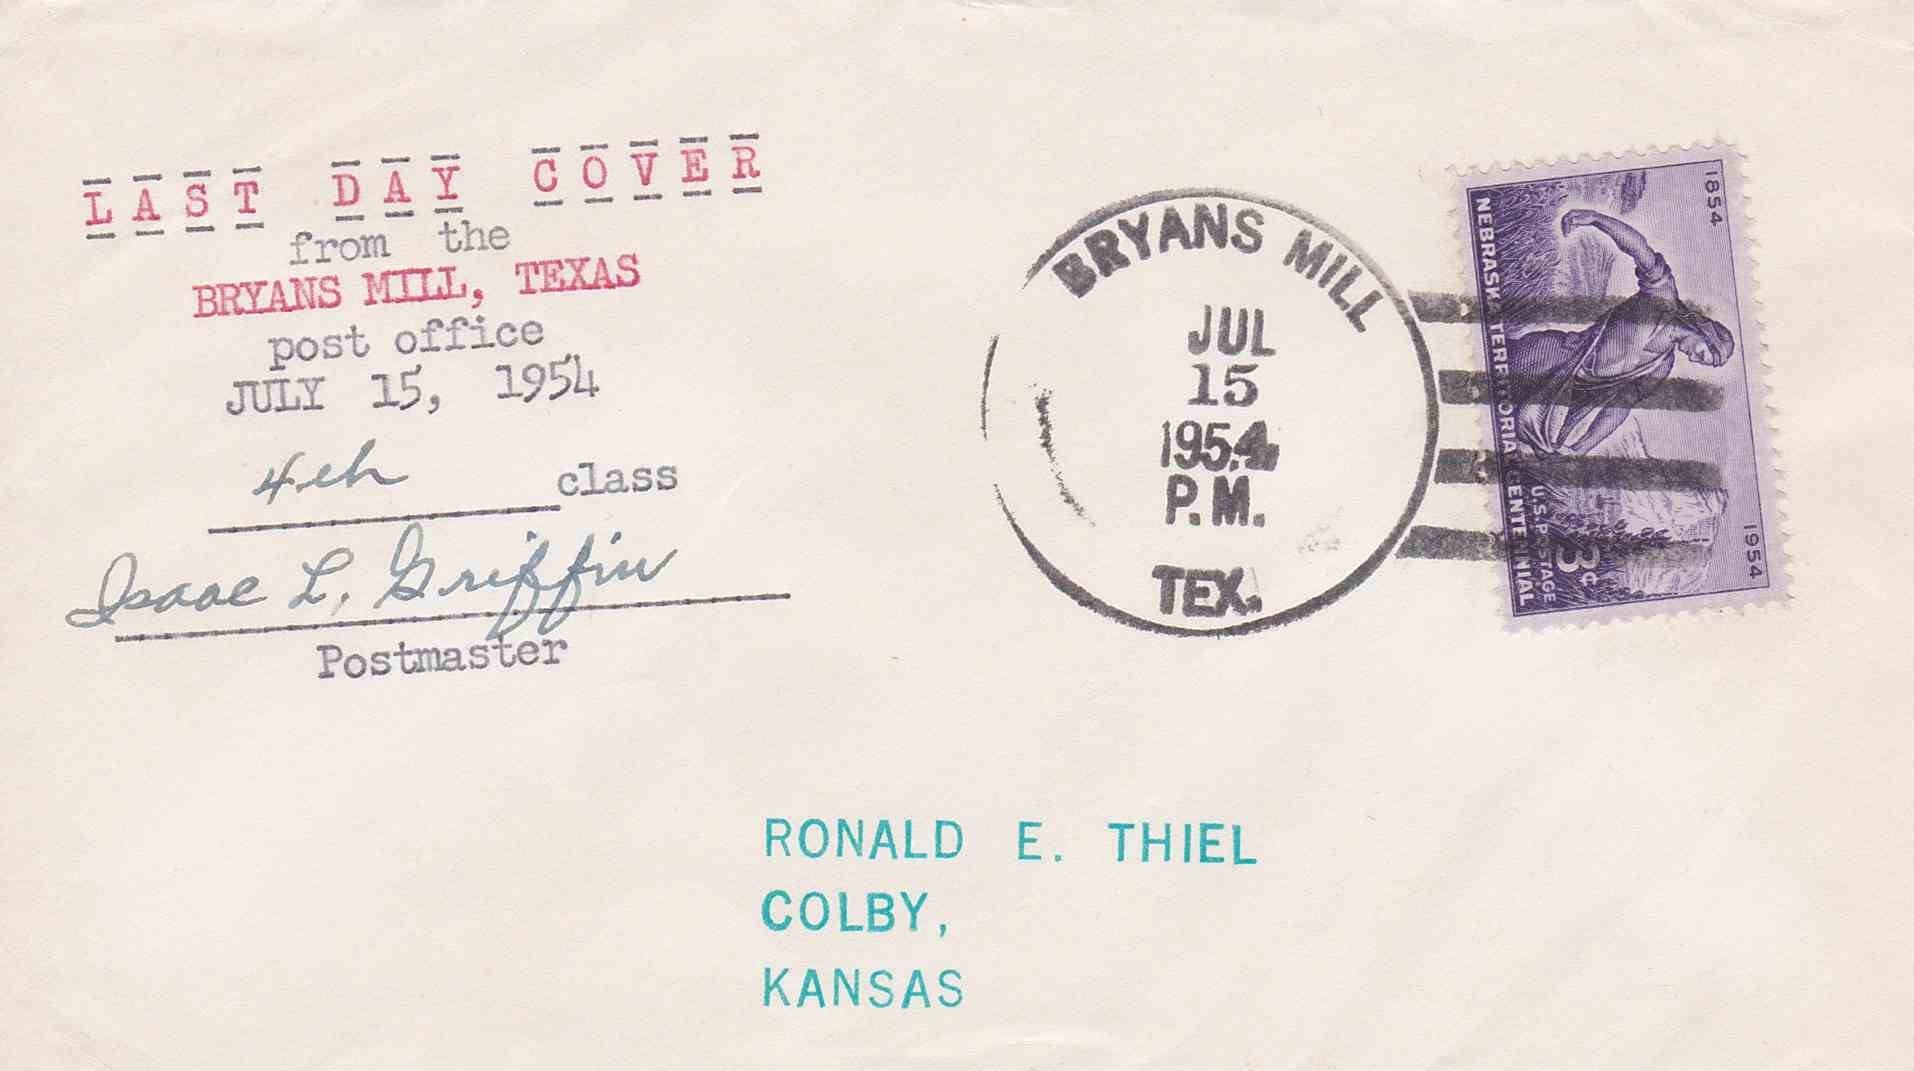 LAST DAY COVER
from the
BRYANS MILL, TEXAS
post office
JULY 15, 1954
4th class
Isaac L. Griffin
Postmaster
BRYANS MILL
JUL
15
1954
P.M.
TEX.
1854 1954
NEBRASKA TERRITORIAL CENTENNIAL
U.S. POSTAGE
3¢
RONALD E. THIEL
COLBY,
KANSAS